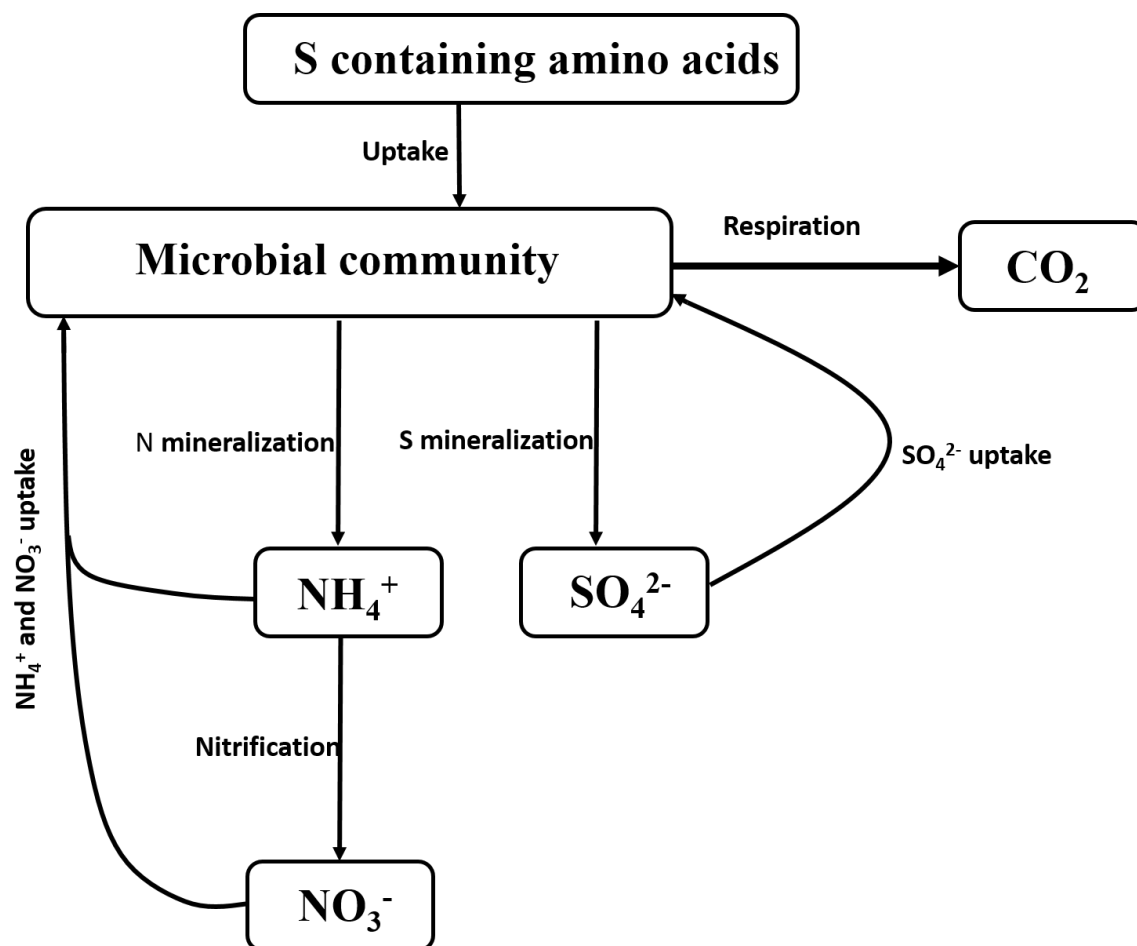 S containing amino acids
Uptake
Microbial community
Respiration
CO₂
N mineralization
S mineralization
SO₄²⁻ uptake
NH₄⁺ and NO₃⁻ uptake
NH₄⁺
SO₄²⁻
Nitrification
NO₃⁻